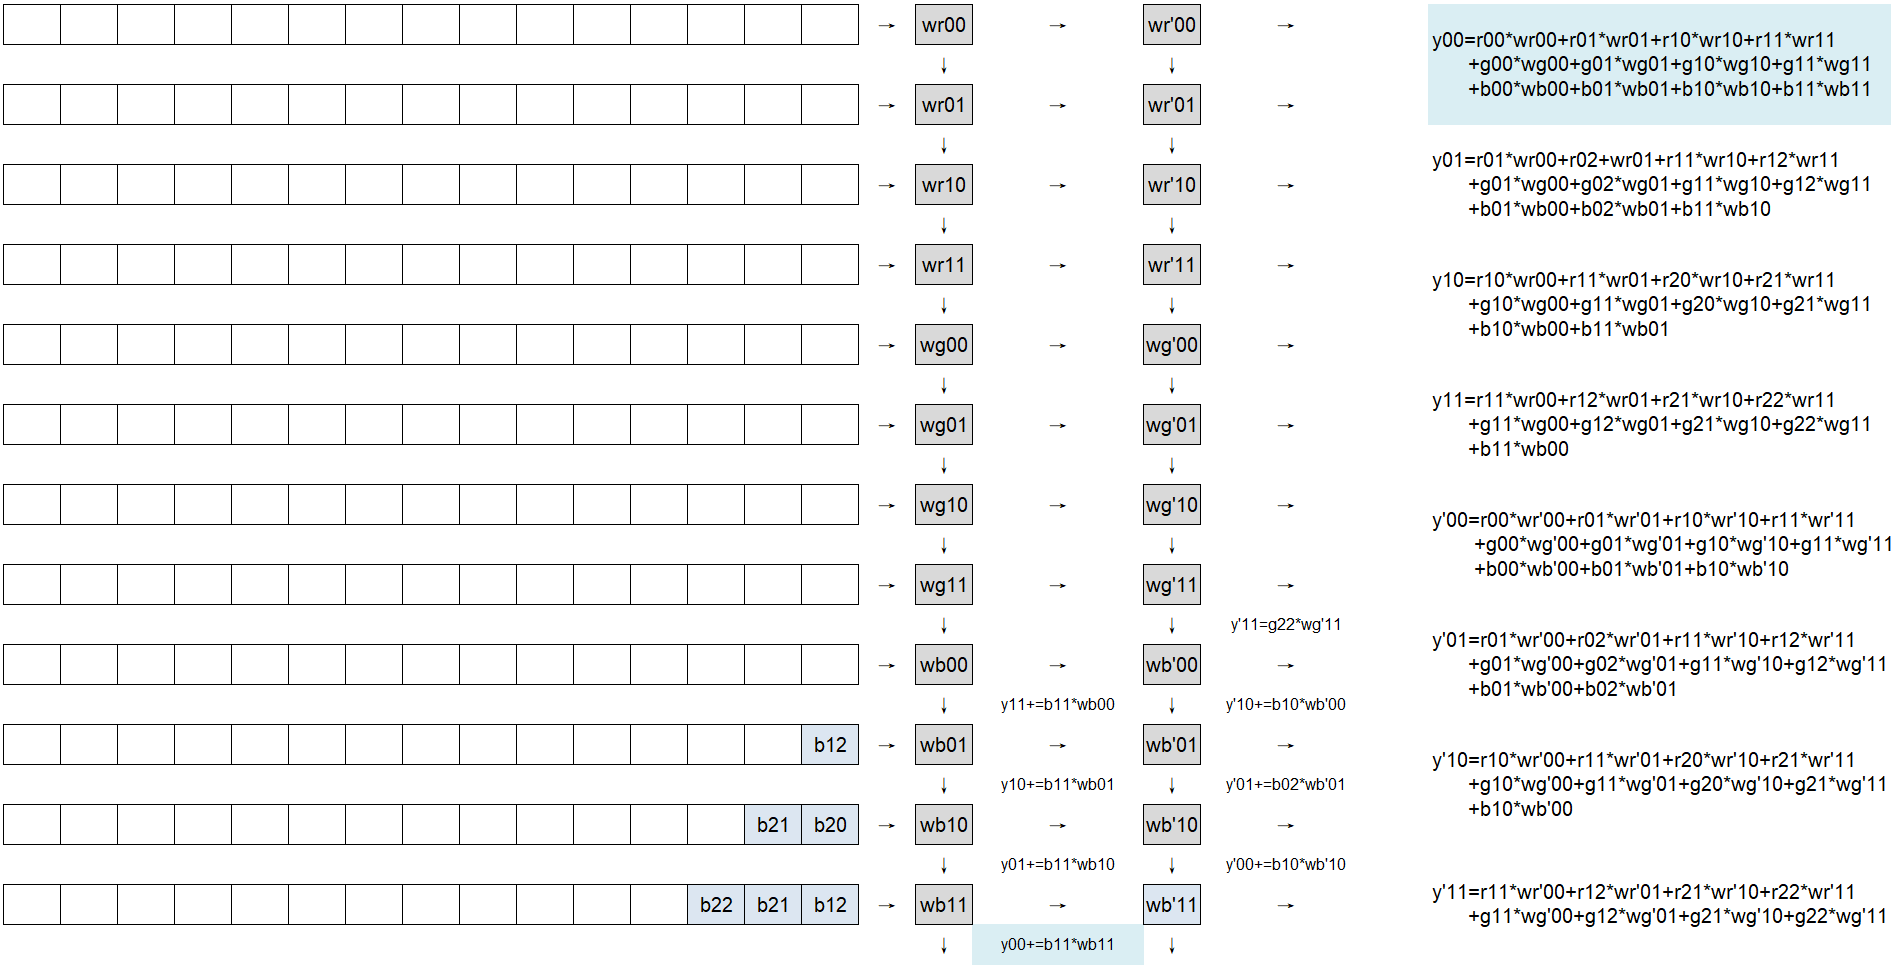 wr00 wr'00
y00=r00*wr00+r01*wr01+r10*wr10+r11*wr11
+g00*wg00+g01*wg01+g10*wg10+g11*wg11
+b00*wb00+b01*wb01+b10*wb10+b11*wb11
wr01 wr'01
y01=r01*wr00+r02+wr01+r11*wr10+r12*wr11
+g01*wg00+g02*wg01+g11*wg10+g12*wg11
+b01*wb00+b02*wb01+b11*wb10
wr10 wr'10
wr11 wr'11
y10=r10*wr00+r11*wr01+r20*wr10+r21*wr11
+g10*wg00+g11*wg01+g20*wg10+g21*wg11
+b10*wb00+b11*wb01
wg00 wg'00
y11=r11*wr00+r12*wr01+r21*wr10+r22*wr11
+g11*wg00+g12*wg01+g21*wg10+g22*wg11
+b11*wb00
wg01 wg'01
wg10 wg'10
y'00=r00*wr'00+r01*wr'01+r10*wr'10+r11*wr'11
+g00*wg'00+g01*wg'01+g10*wg'10+g11*wg'11
+b00*wb'00+b01*wb'01+b10*wb'10
wg11 wg'11
y'11=g22*wg'11
y'01=r01*wr'00+r02*wr'01+r11*wr'10+r12*wr'11
+g01*wg'00+g02*wg'01+g11*wg'10+g12*wg'11
+b01*wb'00+b02*wb'01
wb00 wb'00
y11+=b11*wb00 y'10+=b10*wb'00
b12 wb01 wb'01
y10+=b11*wb01 y'01+=b02*wb'01
y'10=r10*wr'00+r11*wr'01+r20*wr'10+r21*wr'11
+g10*wg'00+g11*wg'01+g20*wg'10+g21*wg'11
+b10*wb'00
b21 b20 wb10 wb'10
y01+=b11*wb10 y'00+=b10*wb'10
b22 b21 b12 wb11 wb'11
y'11=r11*wr'00+r12*wr'01+r21*wr'10+r22*wr'11
+g11*wg'00+g12*wg'01+g21*wg'10+g22*wg'11
y00+=b11*wb11